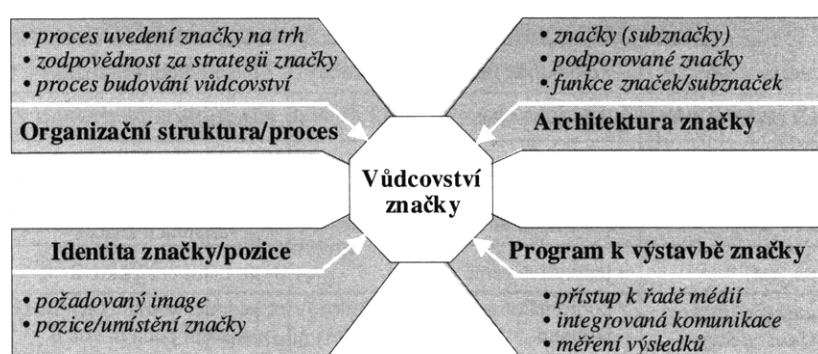 • proces uvedení značky na trh
• zodpovědnost za strategii značky
• proces budování vůdcovství
Organizační struktura/proces
• značky (subznačky)
• podporované značky
• funkce značek/subznaček
Architektura značky
Vůdcovství
značky
Identita značky/pozice
• požadovaný image
• pozice/umístění značky
Program k výstavbě značky
• přístup k řadě médií
• integrovaná komunikace
• měření výsledků